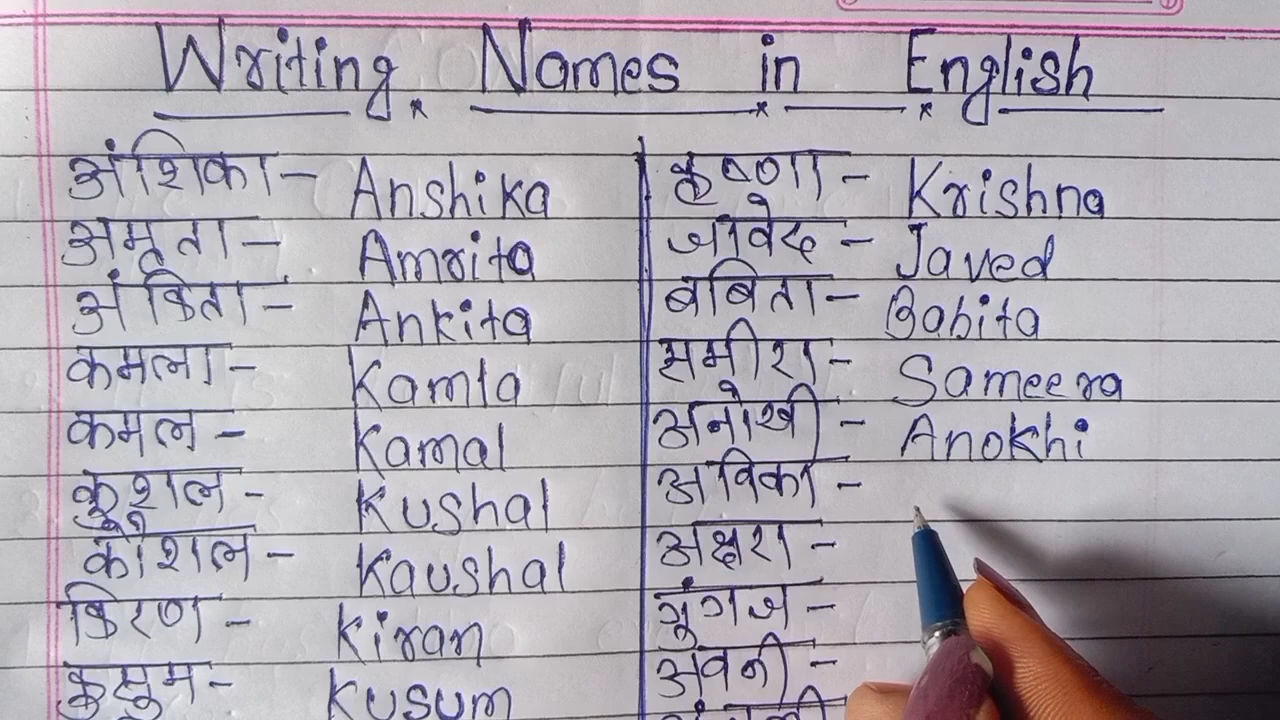 Writing Names in English
अंशिका - Anshika
अमृता - Amrita
अंकिता - Ankita
कमला - Kamla
कमल - Kamal
कुशल - Kushal
कौशल - Kaushal
किरण - Kiran
कुसुम - Kusum
कृष्णा - Krishna
जावेद - Javed
बबिता - Babita
समीरा - Sameera
अनोखी - Anokhi
अविका -
अक्षरा -
गुंगज -
अवनी -